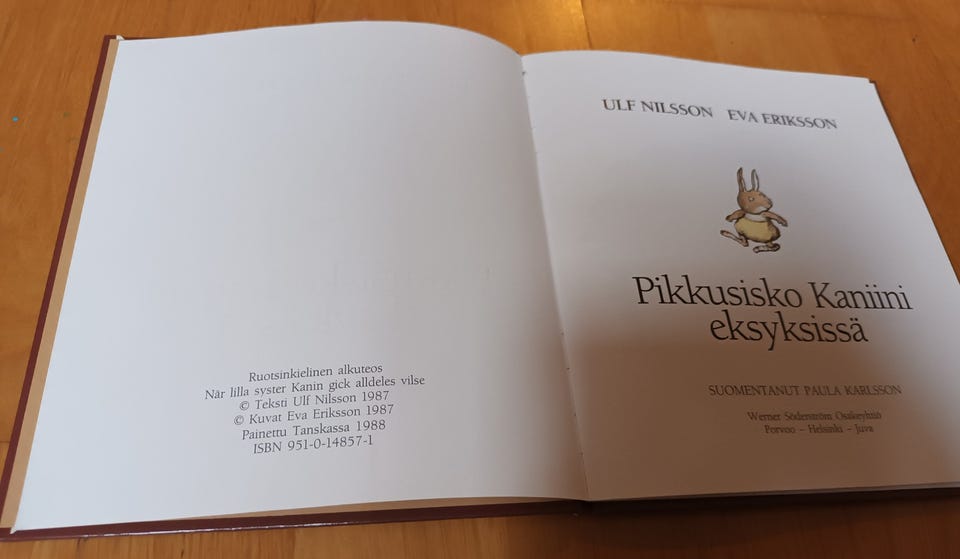 Ruotsinkielinen alkuteos
När lilla syster Kanin gick alldeles vilse
© Teksti Ulf Nilsson 1987
© Kuvat Eva Eriksson 1987
Painettu Tanskassa 1988
ISBN 951-0-14857-1
ULF NILSSON EVA ERIKSSON
Pikkusisko Kaniini
eksyksissä
SUOMENTANUT PAULA KARLSSON
Werner Söderström Osakeyhtiö
Porvoo – Helsinki – Juva